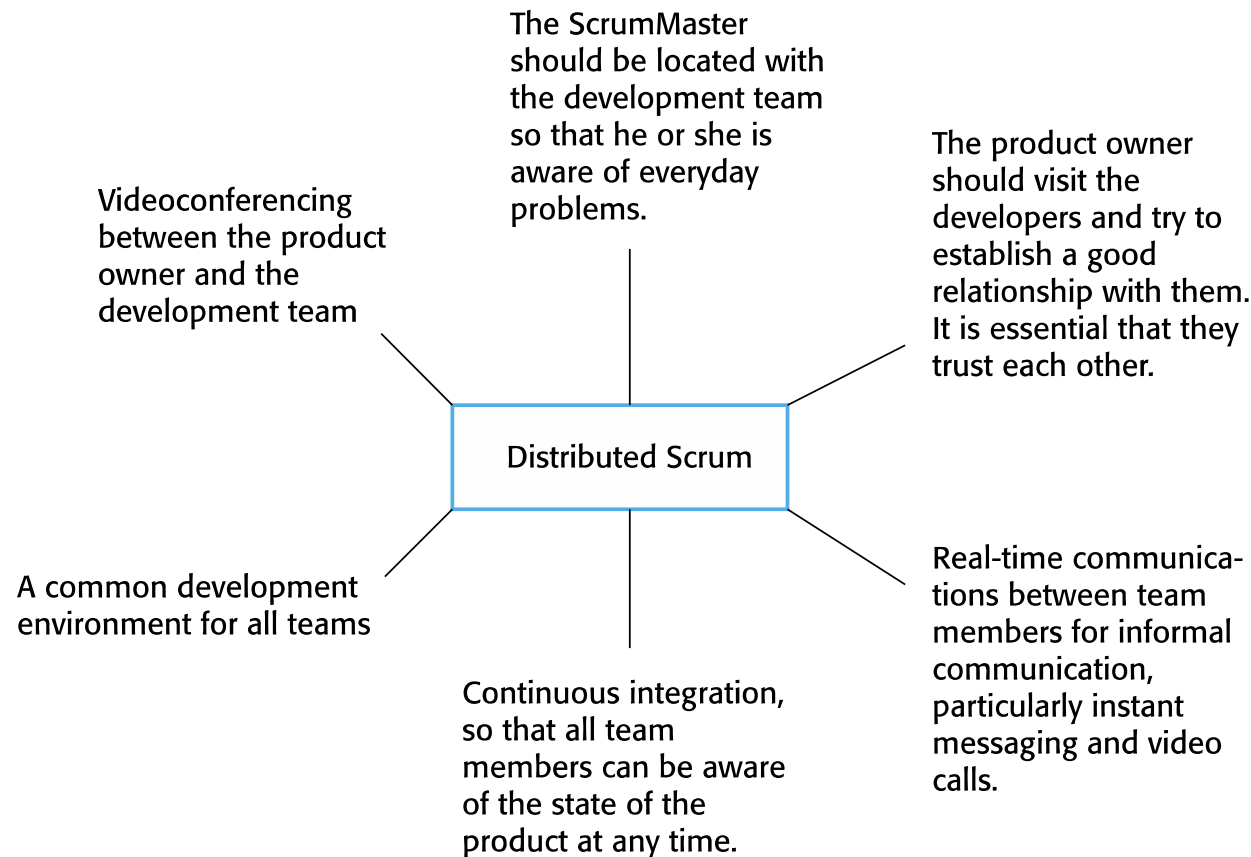 The ScrumMaster
should be located with
the development team
so that he or she is
aware of everyday
problems.
The product owner
should visit the
developers and try to
establish a good
relationship with them.
It is essential that they
trust each other.
Videoconferencing
between the product
owner and the
development team
Distributed Scrum
A common development
environment for all teams
Continuous integration,
so that all team
members can be aware
of the state of the
product at any time.
Real-time communica-
tions between team
members for informal
communication,
particularly instant
messaging and video
calls.